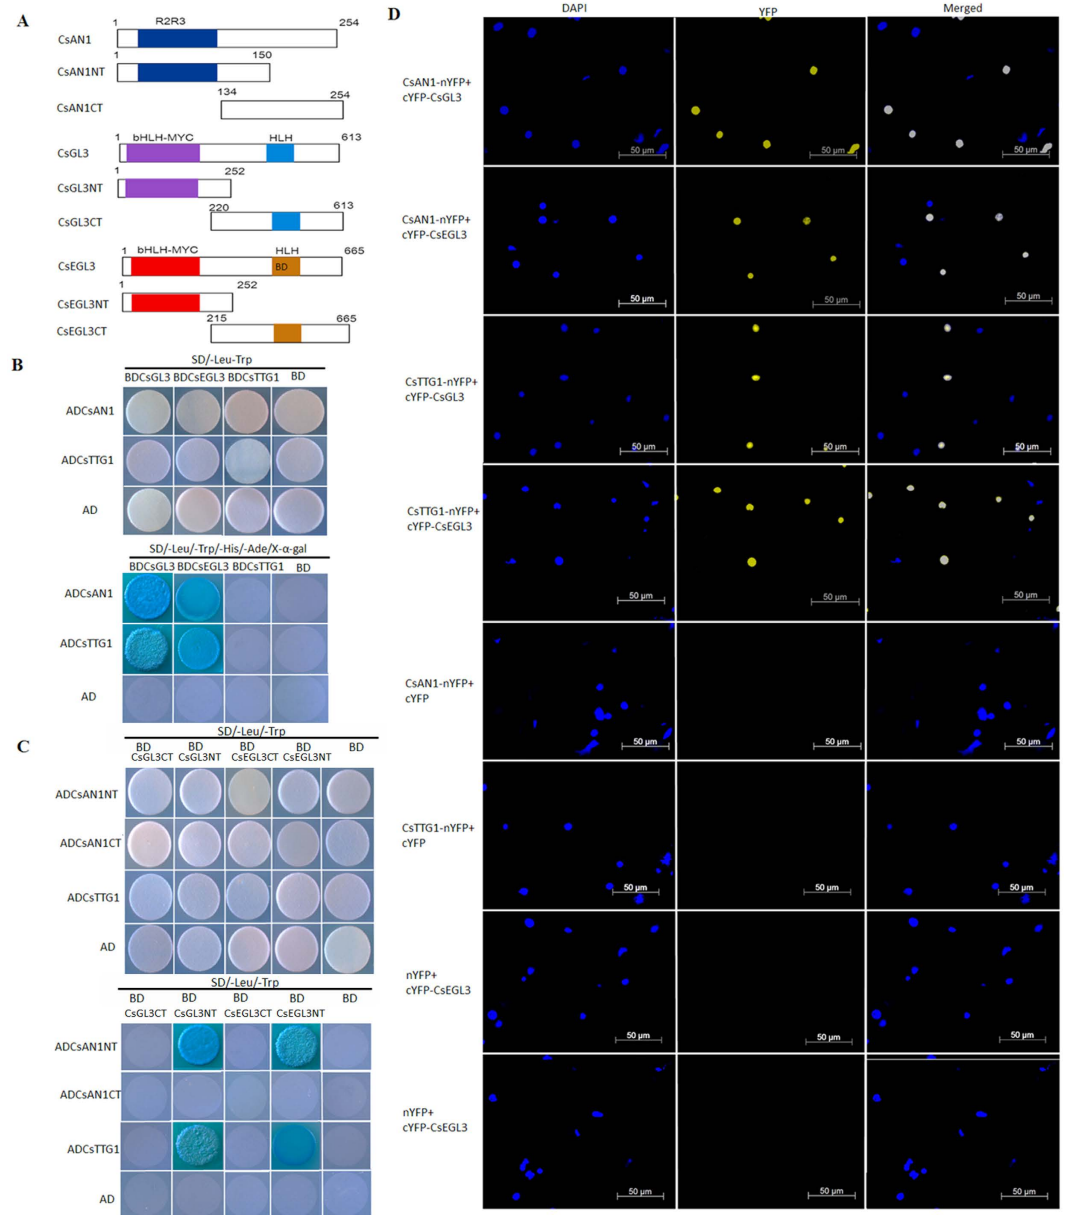 A
1 R2R3 254
CsAN1
1 150
CsAN1NT
134
CsAN1CT 254
1 bHLH-MYC HLH 613
CsGL3
1 252
CsGL3NT
220 613
CsGL3CT
1 bHLH-MYC HLH 665
CsEGL3 BD
1 252
CsEGL3NT
215 665
CsEGL3CT
B
SD/-Leu-Trp
BDCsGL3 BDCsEGL3 BDCsTTG1 BD
ADCsAN1
ADCsTTG1
AD
SD/-Leu/-Trp/-His/-Ade/X-α-gal
BDCsGL3 BDCsEGL3 BDCsTTG1 BD
ADCsAN1
ADCsTTG1
AD
C
SD/-Leu/-Trp
BD BD BD BD BD
CsGL3CT CsGL3NT CsEGL3CT CsEGL3NT
ADCsAN1NT
ADCsAN1CT
ADCsTTG1
AD
SD/-Leu/-Trp
BD BD BD BD BD
CsGL3CT CsGL3NT CsEGL3CT CsEGL3NT
ADCsAN1NT
ADCsAN1CT
ADCsTTG1
AD
D
DAPI YFP Merged
CsAN1-nYFP+
cYFP-CsGL3
50 µm 50 µm 50 µm
CsAN1-nYFP+
cYFP-CsEGL3
50 µm 50 µm 50 µm
CsTTG1-nYFP+
cYFP-CsGL3
50 µm 50 µm 50 µm
CsTTG1-nYFP+
cYFP-CsEGL3
50 µm 50 µm 50 µm
CsAN1-nYFP+
cYFP
50 µm 50 µm 50 µm
CsTTG1-nYFP+
cYFP
50 µm 50 µm 50 µm
nYFP+
cYFP-CsEGL3
50 µm 50 µm 50 µm
nYFP+
cYFP-CsEGL3
50 µm 50 µm 50 µm